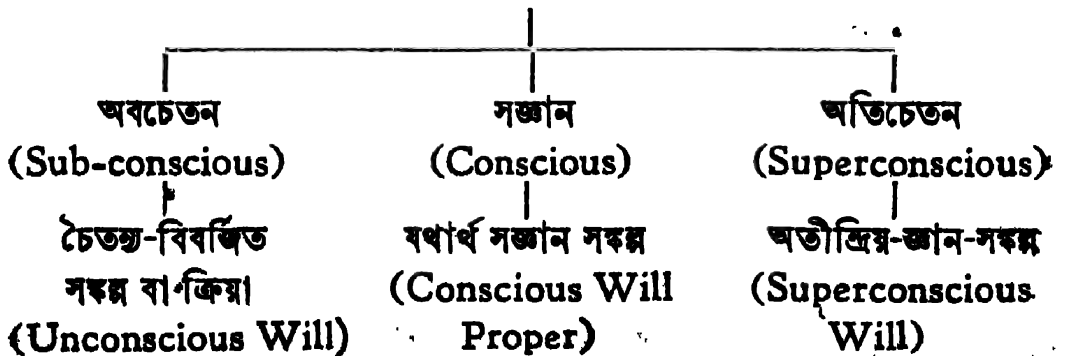 অবচেতন
(Sub-conscious)
চৈতন্য-বিবর্জিত
সঙ্কল্প বা ক্রিয়া
(Unconscious Will)
সজ্ঞান
(Conscious)
যথার্থ সজ্ঞান সঙ্কল্প
(Conscious Will
Proper)
অতিচেতন
(Superconscious)
অতীন্দ্রিয়-জ্ঞান-সঙ্কল্প
(Superconscious
Will)